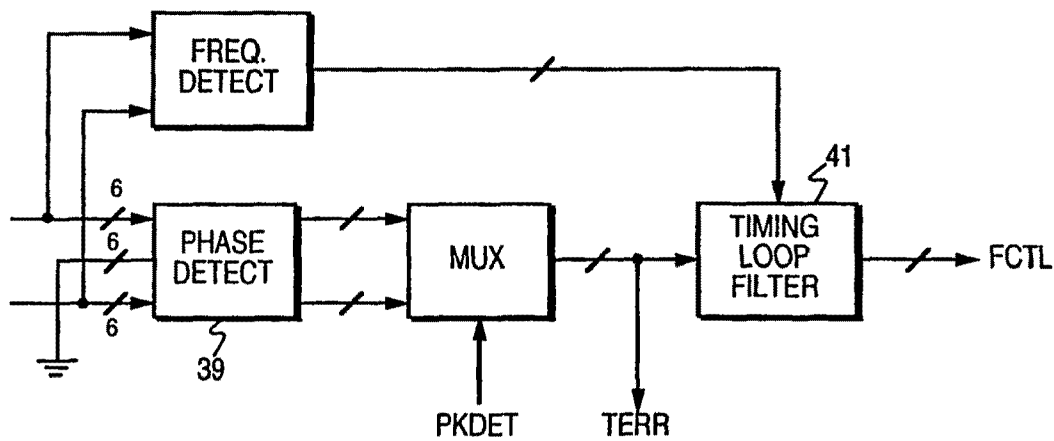 FREQ.
DETECT
41
6
6
6
PHASE
DETECT
39
MUX
TIMING
LOOP
FILTER
FCTL
PKDET
TERR